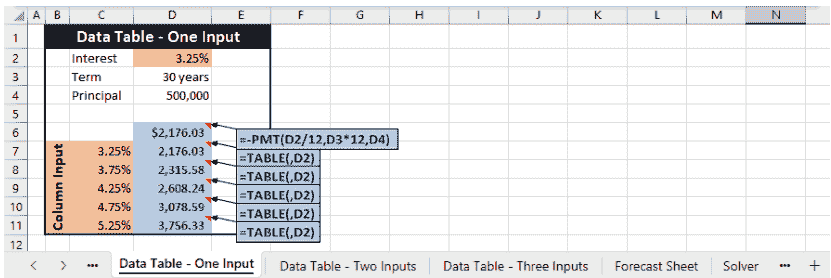 A B C D E F G H I J K L M N
1 Data Table - One Input
2 Interest 3.25%
3 Term 30 years
4 Principal 500,000
5
6 $2,176.03 =-PMT(D2/12,D3*12,D4)
7 3.25% 2,176.03 =TABLE(,D2)
8 3.75% 2,315.58 =TABLE(,D2)
9 4.25% 2,608.24 =TABLE(,D2)
10 4.75% 3,078.59 =TABLE(,D2)
11 5.25% 3,756.33 =TABLE(,D2)
Column Input
12
Data Table - One Input Data Table - Two Inputs Data Table - Three Inputs Forecast Sheet Solver